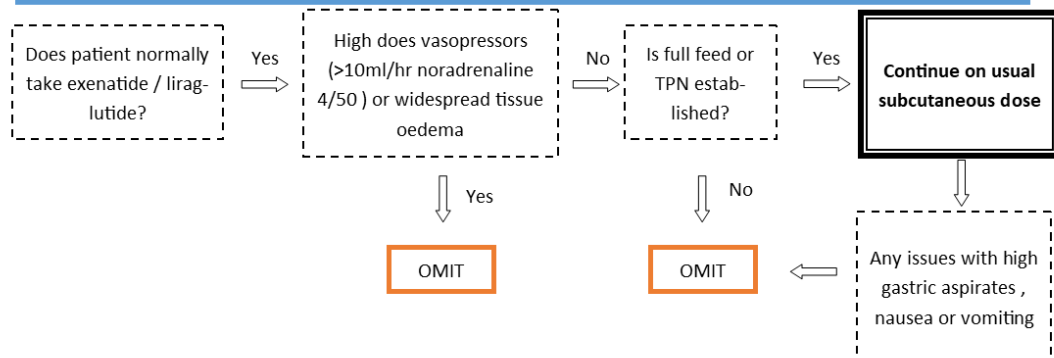 Does patient normally
take exenatide / lirag-
lutide?
Yes
High does vasopressors
(>10ml/hr noradrenaline
4/50 ) or widespread tissue
oedema
No
Is full feed or
TPN estab-
lished?
Yes
Continue on usual
subcutaneous dose
Yes
No
OMIT
OMIT
Any issues with high
gastric aspirates ,
nausea or vomiting